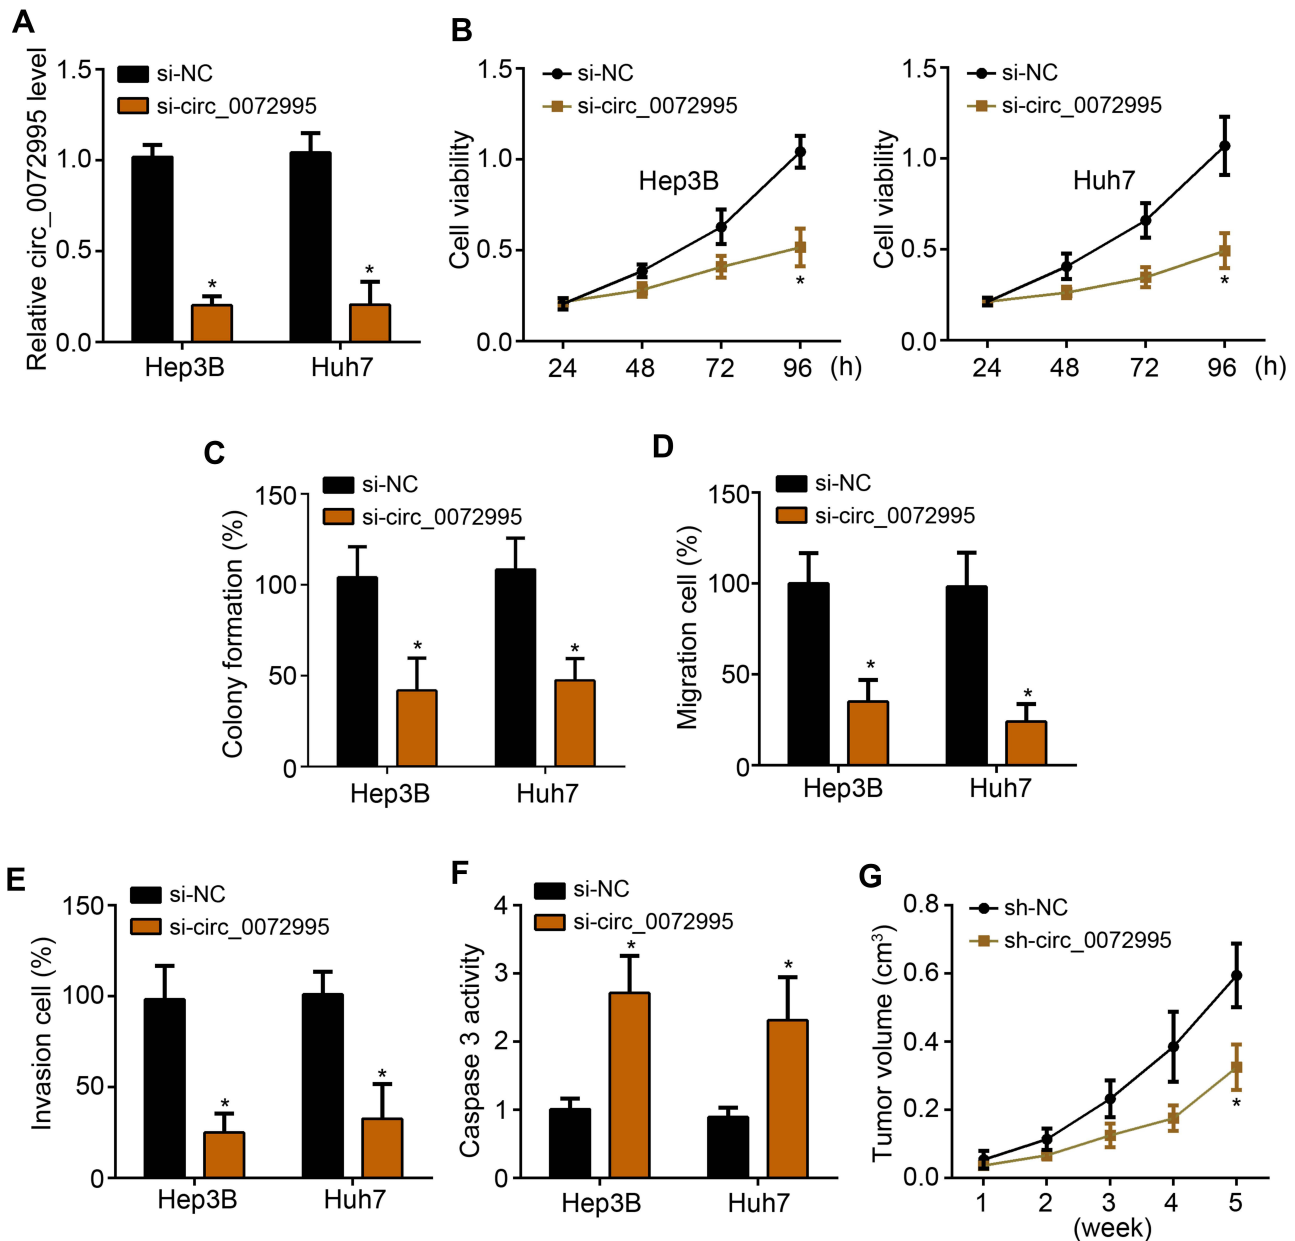 A
Relative circ_0072995 level
1.5
1.0
0.5
0.0
si-NC
si-circ_0072995
*
*
Hep3B
Huh7
B
Cell viability
1.5
1.0
0.5
0.0
si-NC
si-circ_0072995
Hep3B
*
24 48 72 96 (h)
Cell viability
1.5
1.0
0.5
0.0
si-NC
si-circ_0072995
Huh7
*
24 48 72 96 (h)
C
Colony formation (%)
150
100
50
0
si-NC
si-circ_0072995
*
*
Hep3B
Huh7
D
Migration cell (%)
150
100
50
0
si-NC
si-circ_0072995
*
*
Hep3B
Huh7
E
Invasion cell (%)
150
100
50
0
si-NC
si-circ_0072995
*
*
Hep3B
Huh7
F
Caspase 3 activity
4
3
2
1
0
si-NC
si-circ_0072995
*
*
Hep3B
Huh7
G
Tumor volume (cm³)
0.8
0.6
0.4
0.2
0.0
sh-NC
sh-circ_0072995
*
1 2 3 4 5
(week)